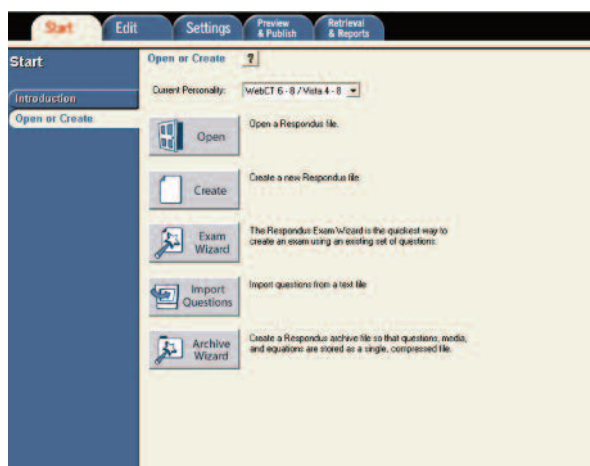 Start
Edit
Settings
Preview
& Publish
Retrieval
& Reports
Start
Introduction
Open or Create
Open or Create ?
Current Personality: WebCT 6 - 8 / Vista 4 - 8
Open
Open a Respondus file.
Create
Create a new Respondus file.
Exam
Wizard
The Respondus Exam Wizard is the quickest way to
create an exam using an existing set of questions.
Import
Questions
Import questions from a text file
Archive
Wizard
Create a Respondus archive file so that questions, media,
and equations are stored as a single, compressed file.